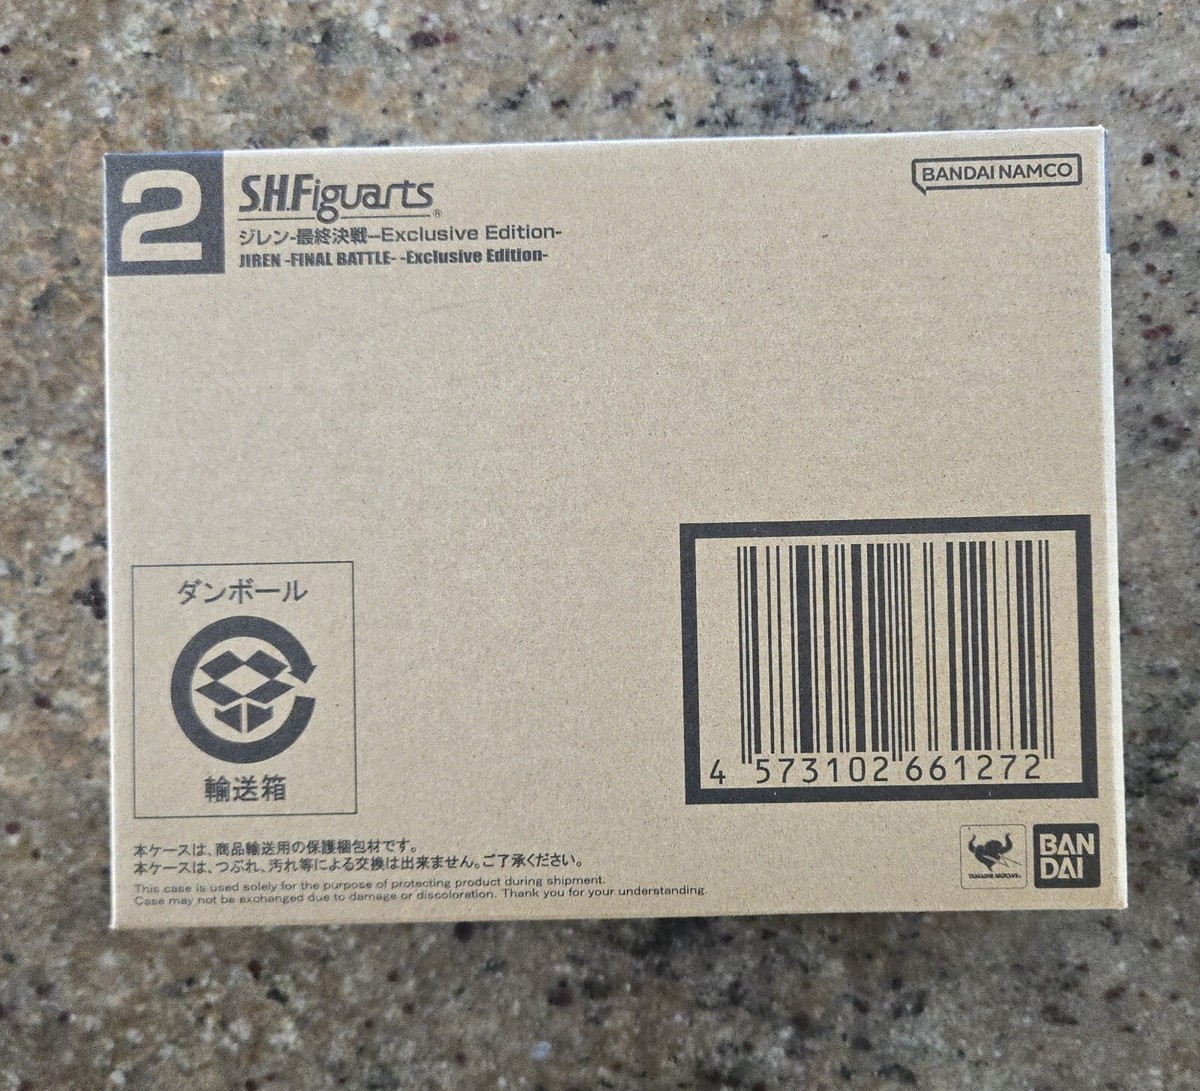 2
S.H.Figuarts®
BANDAI NAMCO
ジレン-最終決戦--Exclusive Edition-
JIREN -FINAL BATTLE- -Exclusive Edition-
ダンボール
輸送箱
4 573102 661272
本ケースは、商品輸送用の保護梱包材です。
本ケースは、つぶれ、汚れ等による交換は出来ません。ご了承ください。
This case is used solely for the purpose of protecting product during shipment.
Case may not be exchanged due to damage or discoloration. Thank you for your understanding.
TAMASHII NATIONS
BAN
DAI